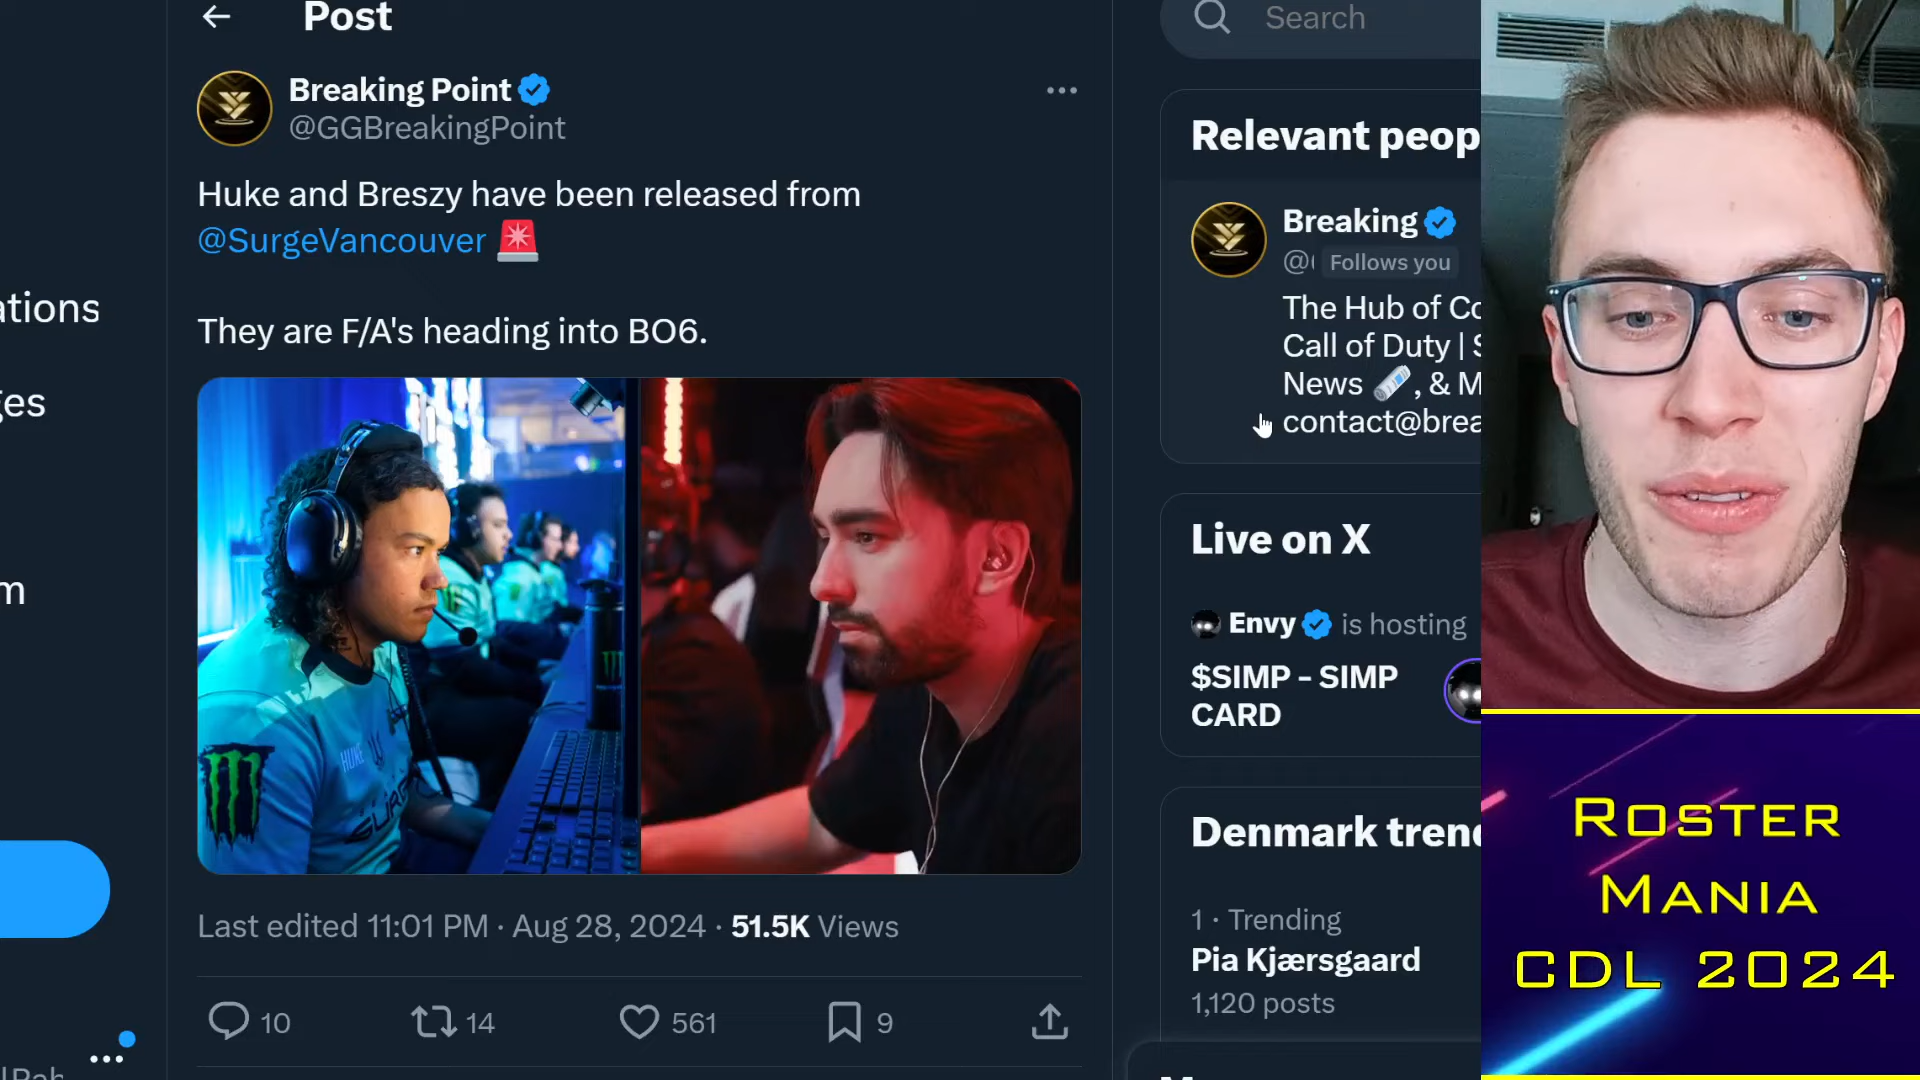 Post
Breaking Point
@GGBreakingPoint
Huke and Breszy have been released from
@SurgeVancouver 🚨
They are F/A's heading into BO6.
HUKE
Last edited 11:01 PM · Aug 28, 2024 · 51.5K Views
10
14
561
9
ations
ges
m
Search
Relevant peop
Breaking
@( Follows you
The Hub of Co
Call of Duty | S
News 🗞️, & M
contact@brea
Live on X
Envy is hosting
$SIMP - SIMP
CARD
Denmark trend
1 · Trending
Pia Kjærsgaard
1,120 posts
Roster
Mania
CDL 2024